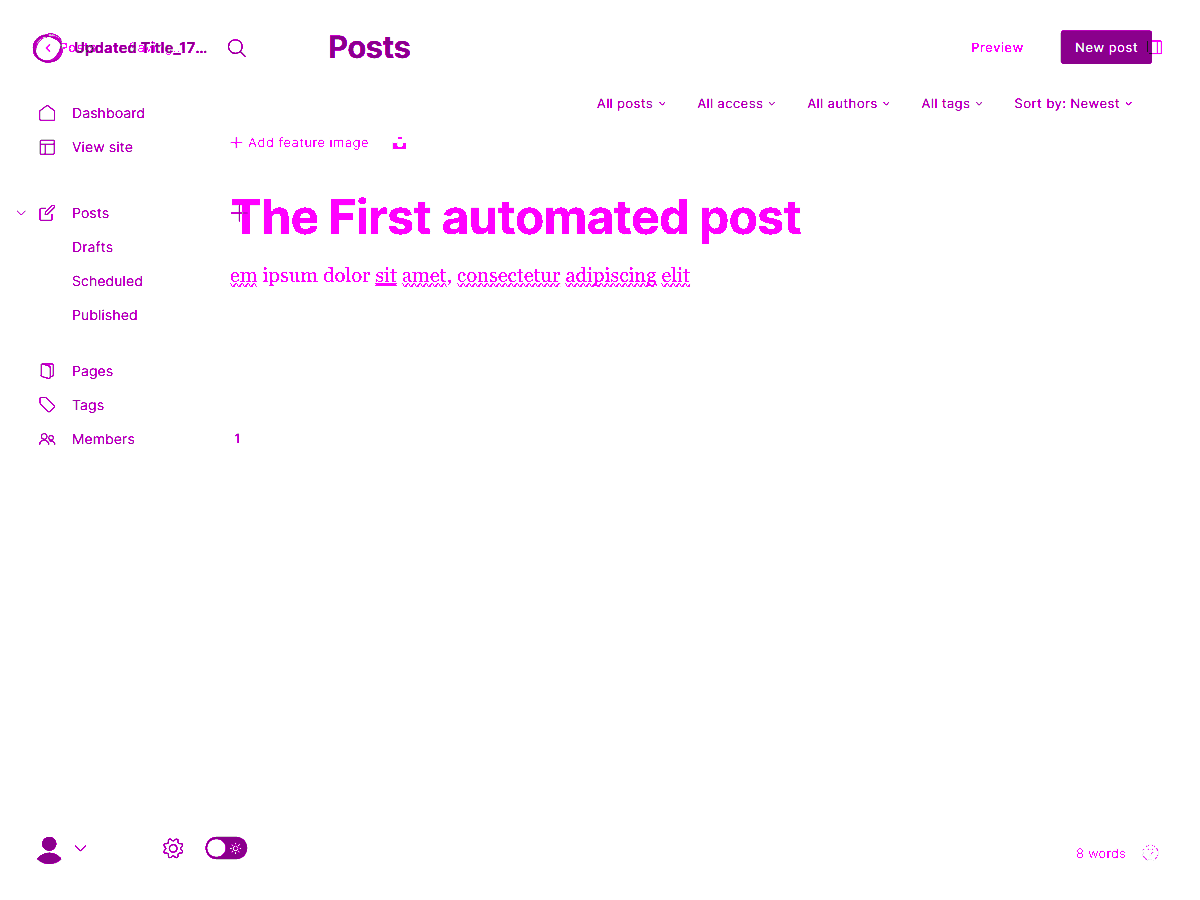 Updated Title_17...
Posts
Preview
New post
All posts
All access
All authors
All tags
Sort by: Newest
Dashboard
View site
Posts
Drafts
Scheduled
Published
Pages
Tags
Members 1
+ Add feature image
The First automated post
em ipsum dolor sit amet, consectetur adipiscing elit
8 words